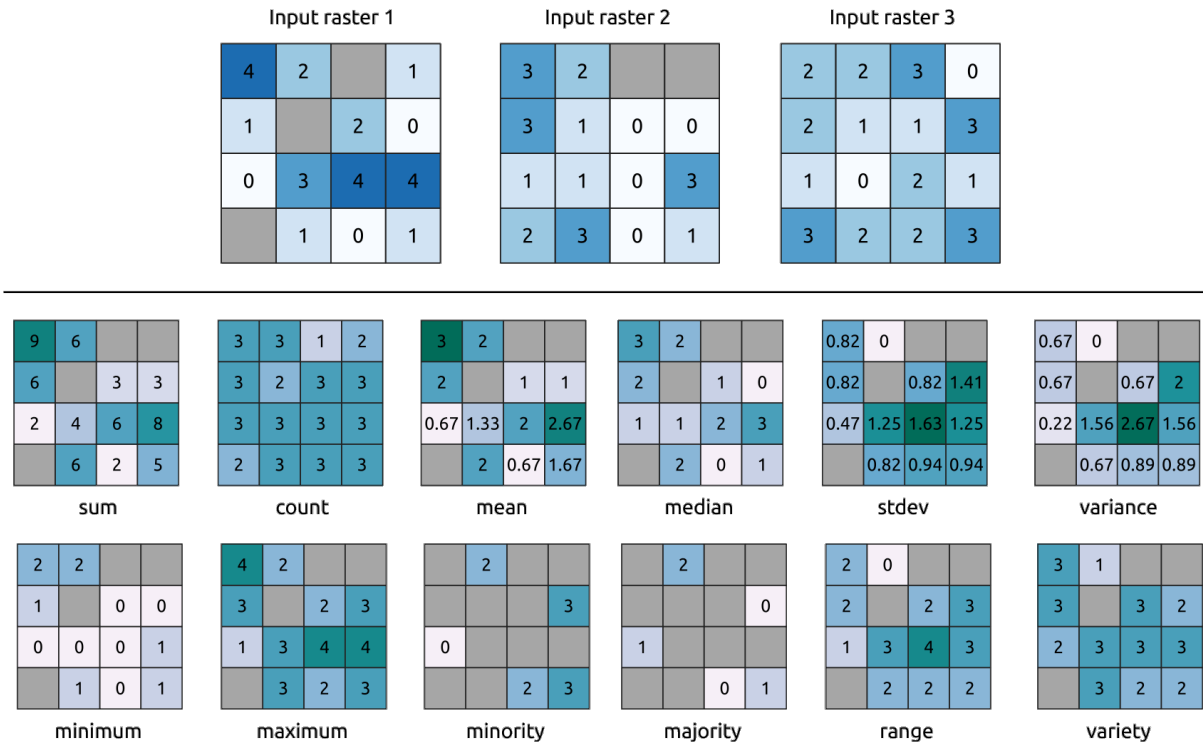 Input raster 1 Input raster 2 Input raster 3
4 2 1 3 2 2 2 3 0
1 2 0 3 1 0 0 2 1 1 3
0 3 4 4 1 1 0 3 1 0 2 1
1 0 1 2 3 0 1 3 2 2 3
9 6 3 3 1 2 3 2 3 2 0.82 0 0.67 0
6 3 3 3 2 3 3 2 1 1 2 1 0 0.82 0.82 1.41 0.67 0.67 2
2 4 6 8 3 3 3 3 0.67 1.33 2 2.67 1 1 2 3 0.47 1.25 1.63 1.25 0.22 1.56 2.67 1.56
6 2 5 2 3 3 3 2 0.67 1.67 2 0 1 0.82 0.94 0.94 0.67 0.89 0.89
sum count mean median stdev variance
2 2 4 2 2 2 2 0 3 1
1 0 0 3 2 3 3 0 2 2 3 3 3 2
0 0 0 1 1 3 4 4 0 1 1 3 4 3 2 3 3 3
1 0 1 3 2 3 2 3 0 1 2 2 2 3 2 2
minimum maximum minority majority range variety